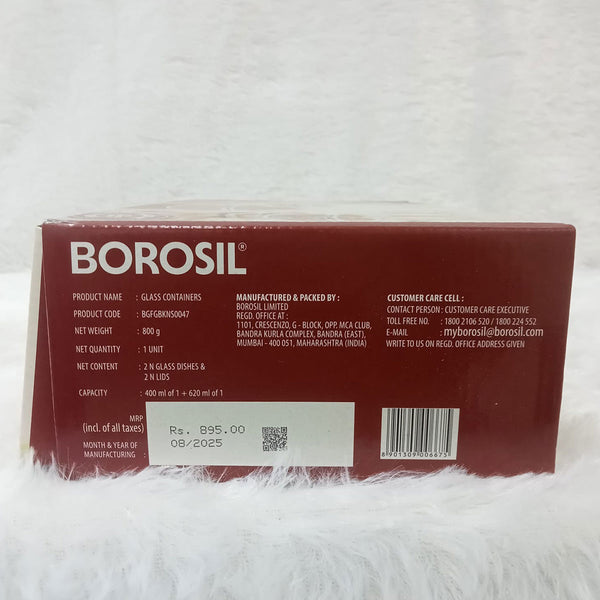 BOROSIL®
PRODUCT NAME : GLASS CONTAINERS
PRODUCT CODE : BGFGBKNS0047
NET WEIGHT : 800 g
NET QUANTITY : 1 UNIT
NET CONTENT : 2 N GLASS DISHES &
2 N LIDS
CAPACITY : 400 ml of 1 + 620 ml of 1
MRP
(incl. of all taxes)
Rs. 895.00
MONTH & YEAR OF
MANUFACTURING :
08/2025
MANUFACTURED & PACKED BY :
BOROSIL LIMITED
REGD. OFFICE AT :
1101, CRESCENZO, G - BLOCK, OPP. MCA CLUB,
BANDRA KURLA COMPLEX, BANDRA (EAST),
MUMBAI - 400 051, MAHARASHTRA (INDIA)
CUSTOMER CARE CELL :
CONTACT PERSON : CUSTOMER CARE EXECUTIVE
TOLL FREE NO. : 1800 2106 520 / 1800 224 552
E-MAIL : myborosil@borosil.com
WRITE TO US ON REGD. OFFICE ADDRESS GIVEN
8 901309 006675